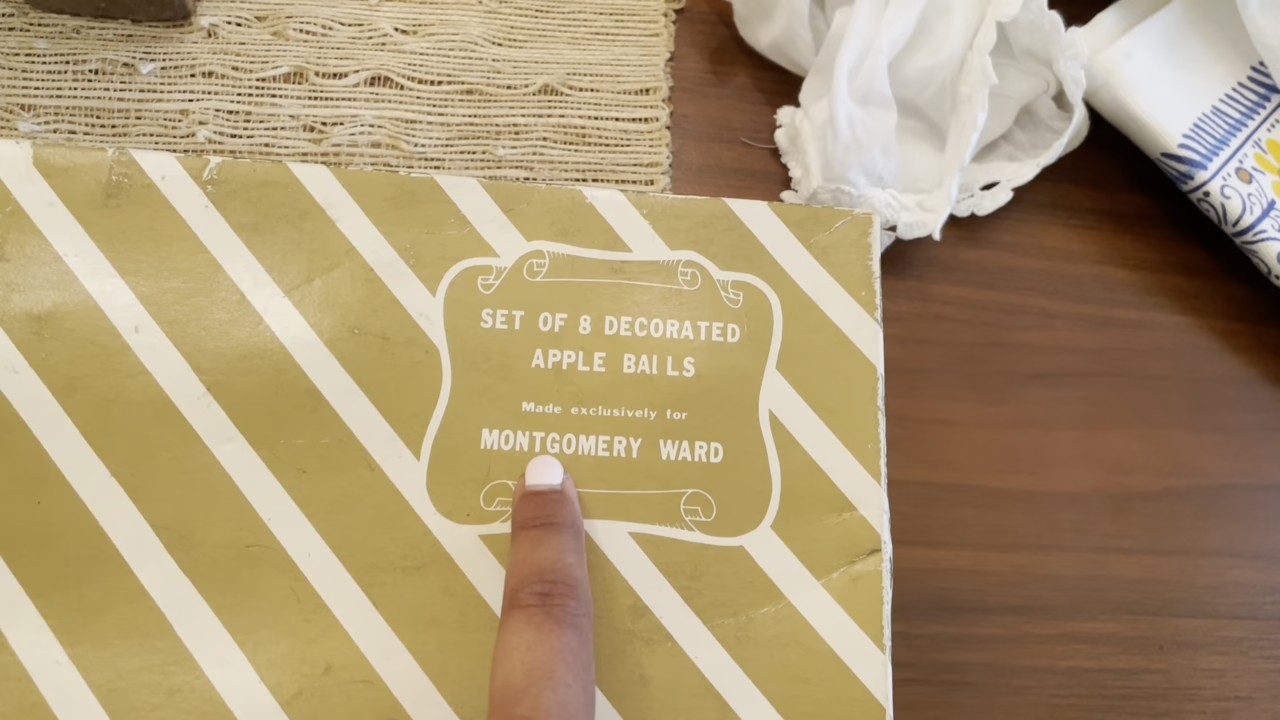 SET OF 8 DECORATED
APPLE BALLS
Made exclusively for
MONTGOMERY WARD